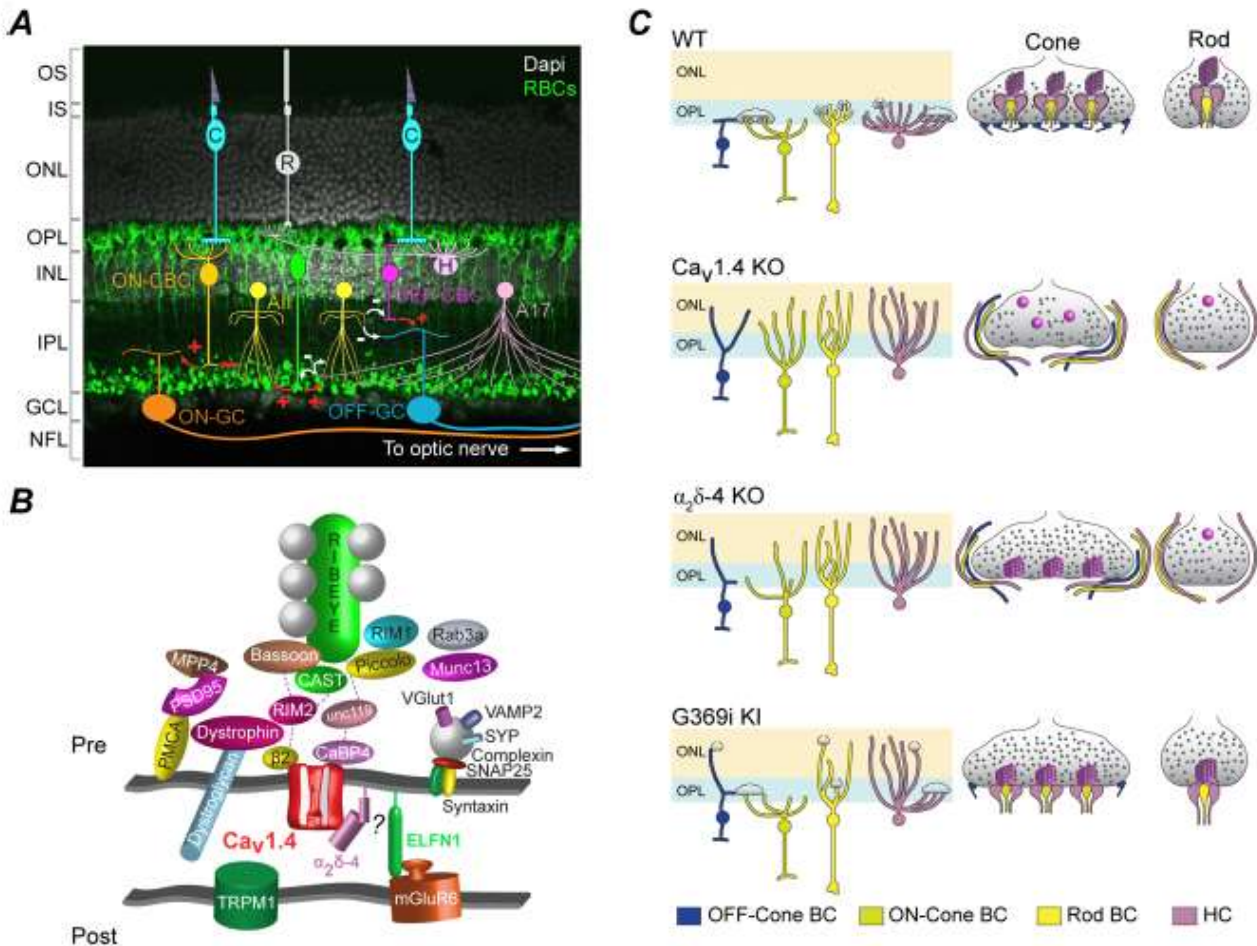 A
Dapi
RBCs
OS
IS
ONL
OPL
INL
IPL
GCL
NFL
C
C
R
H
ON-CBC
AII
OFF-CBC
A17
+
+
+
+
-
-
-
ON-GC
OFF-GC
To optic nerve
B
RIBEYE
RIM1
Rab3a
Bassoon
Piccolo
Munc13
MPP4
CAST
PSD95
VGlut1
RIM2
unc119
VAMP2
Dystrophin
SYP
Pre
PMCA
β2
CaBP4
Complexin
SNAP25
Syntaxin
Dystroglycan
Cav1.4
?
ELFN1
α2δ-4
TRPM1
mGluR6
Post
C
WT
Cone
Rod
ONL
OPL
Cav1.4 KO
ONL
OPL
α2δ-4 KO
ONL
OPL
G369i KI
ONL
OPL
OFF-Cone BC
ON-Cone BC
Rod BC
HC